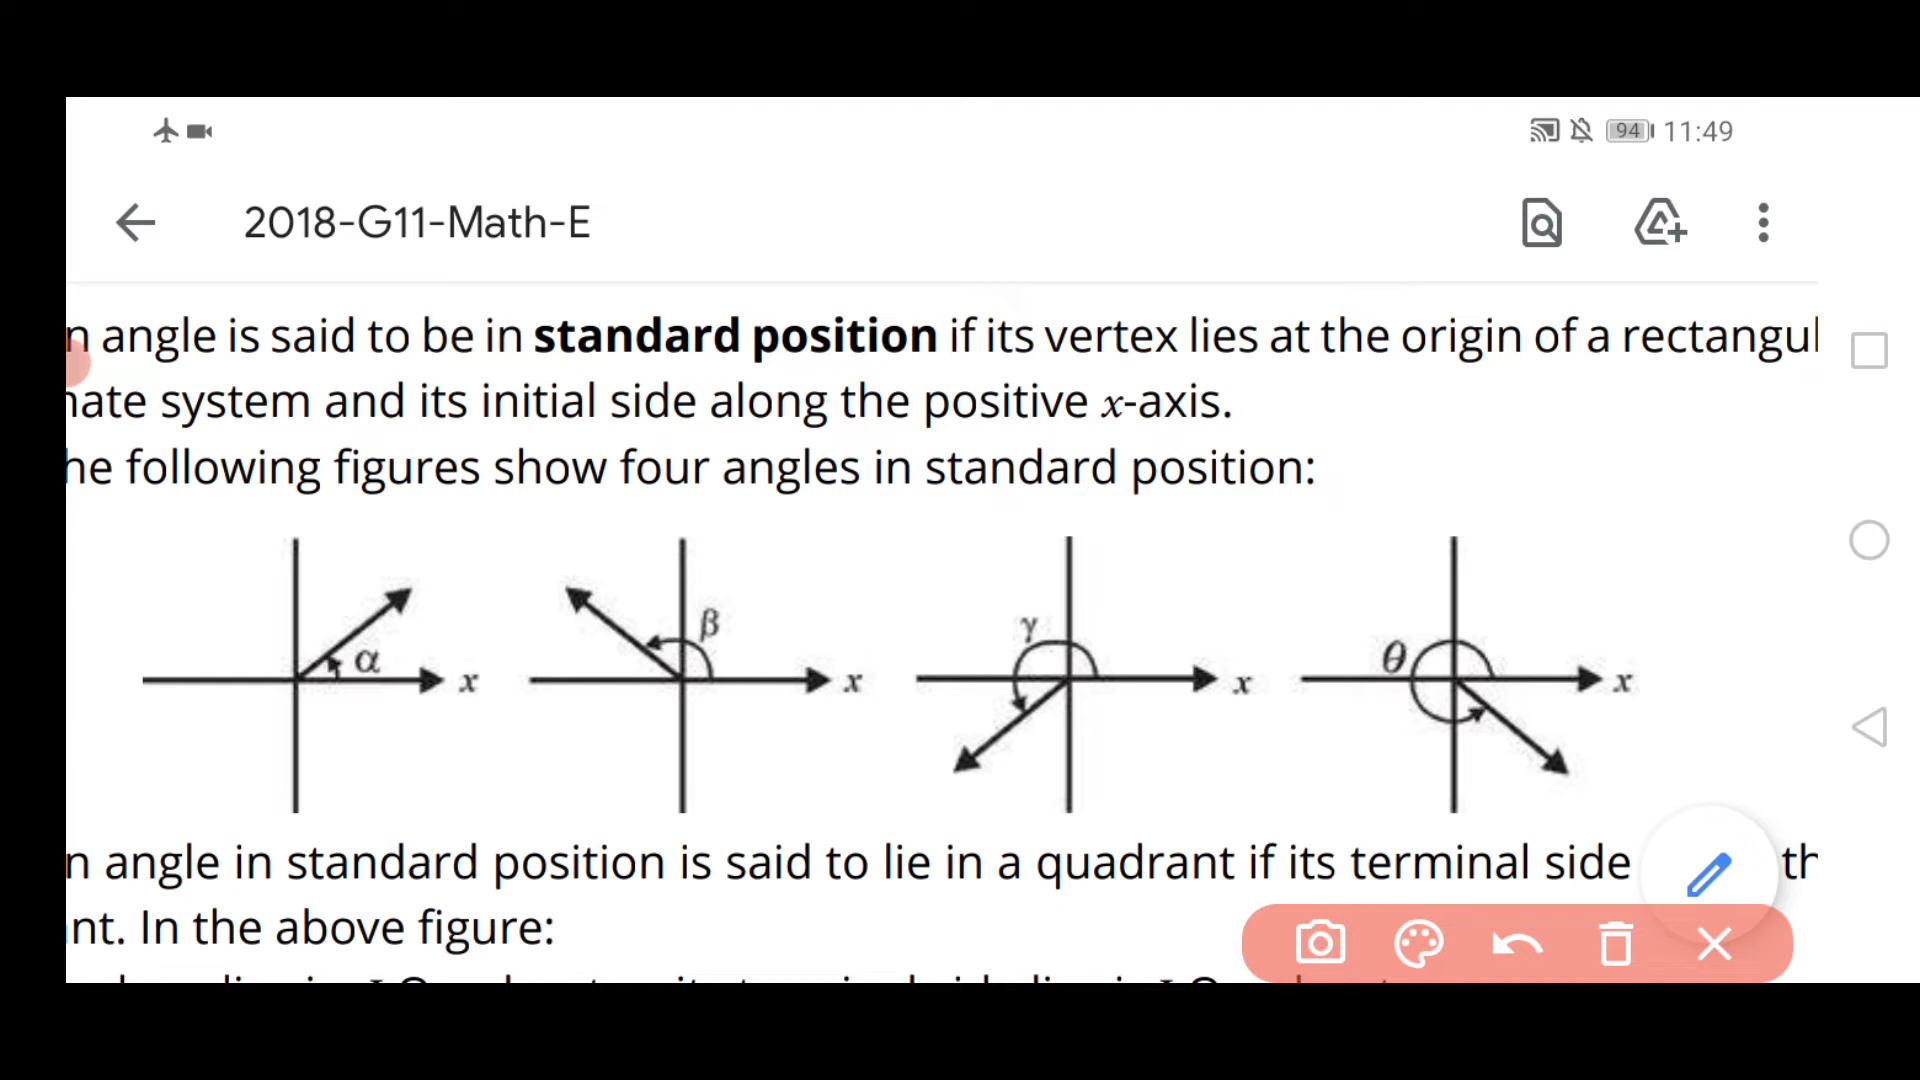 94 11:49
2018-G11-Math-E
n angle is said to be in standard position if its vertex lies at the origin of a rectangul
nate system and its initial side along the positive x-axis.
he following figures show four angles in standard position:
α x β x γ x θ x
n angle in standard position is said to lie in a quadrant if its terminal side th
nt. In the above figure: